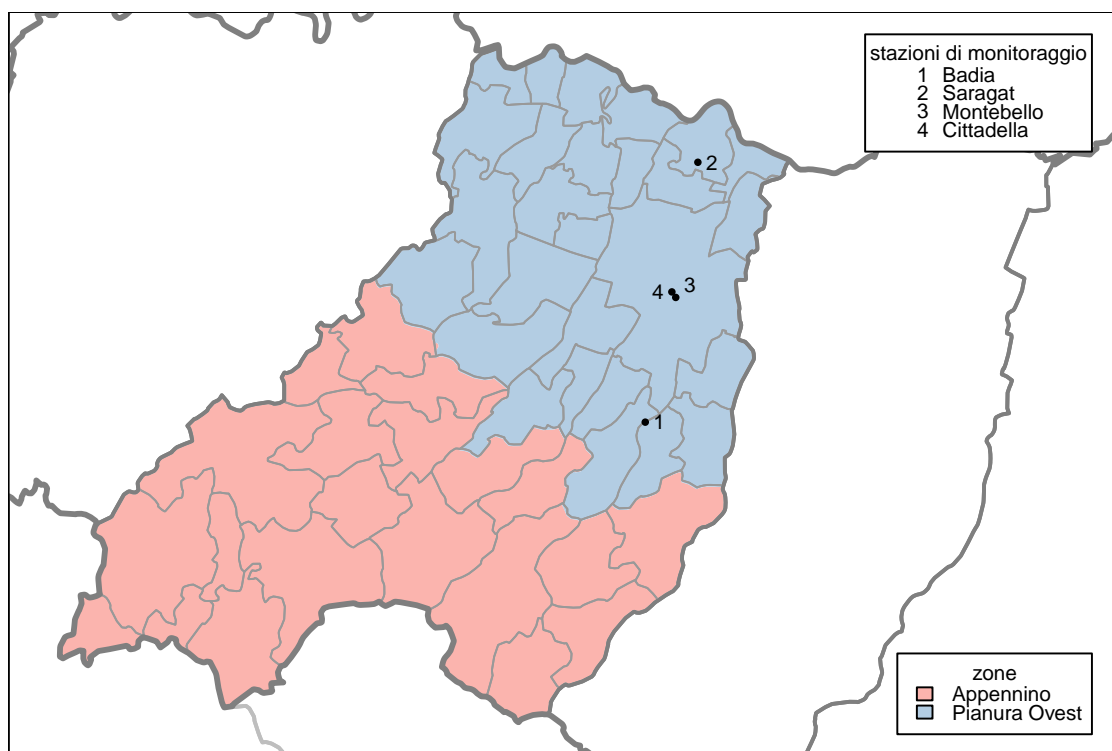 stazioni di monitoraggio
1 Badia
2 Saragat
3 Montebello
4 Cittadella
2
4
3
1
zone
Appennino
Pianura Ovest